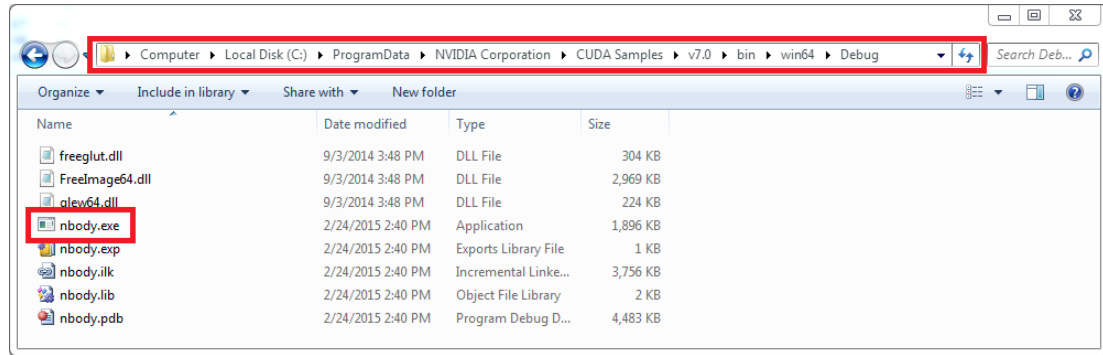 Computer Local Disk (C:) ProgramData NVIDIA Corporation CUDA Samples v7.0 bin win64 Debug Search Deb...
Organize Include in library Share with New folder
Name Date modified Type Size
freeglut.dll 9/3/2014 3:48 PM DLL File 304 KB
FreeImage64.dll 9/3/2014 3:48 PM DLL File 2,969 KB
glew64.dll 9/3/2014 3:48 PM DLL File 224 KB
nbody.exe 2/24/2015 2:40 PM Application 1,896 KB
nbody.exp 2/24/2015 2:40 PM Exports Library File 1 KB
nbody.ilk 2/24/2015 2:40 PM Incremental Linke... 3,756 KB
nbody.lib 2/24/2015 2:40 PM Object File Library 2 KB
nbody.pdb 2/24/2015 2:40 PM Program Debug D... 4,483 KB